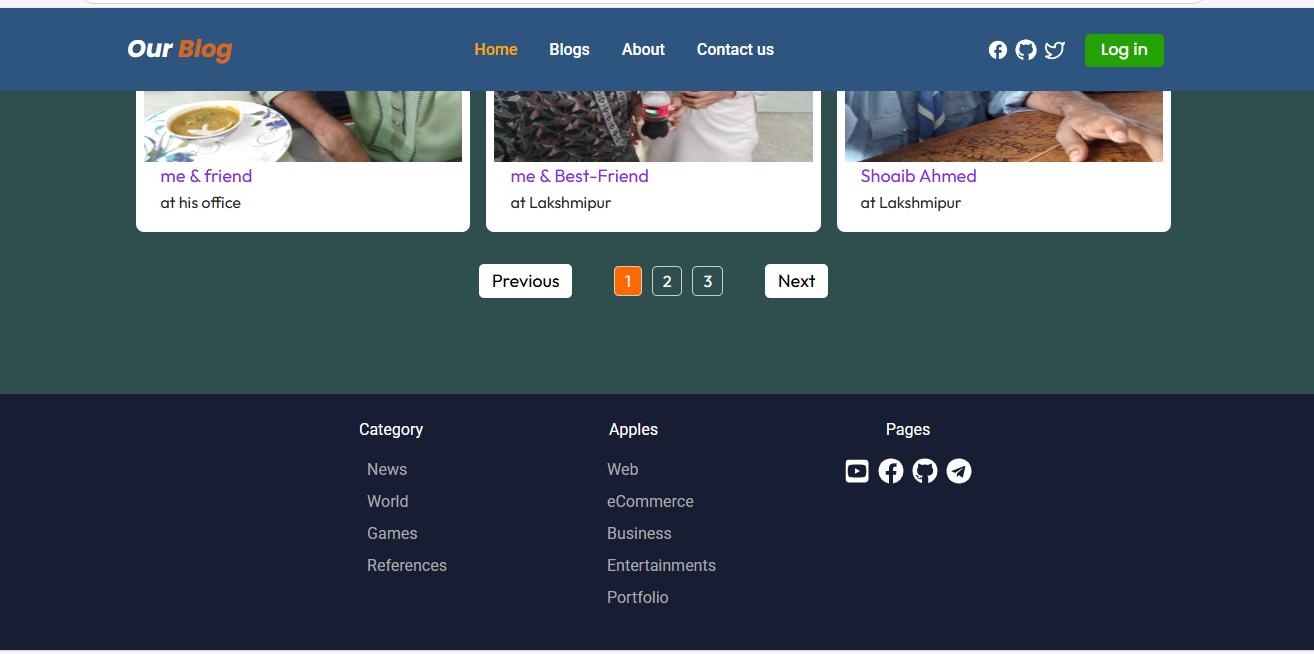 Our Blog
Home Blogs About Contact us Log in
me & friend
at his office
me & Best-Friend
at Lakshmipur
Shoaib Ahmed
at Lakshmipur
Previous 1 2 3 Next
Category
News
World
Games
References
Apples
Web
eCommerce
Business
Entertainments
Portfolio
Pages